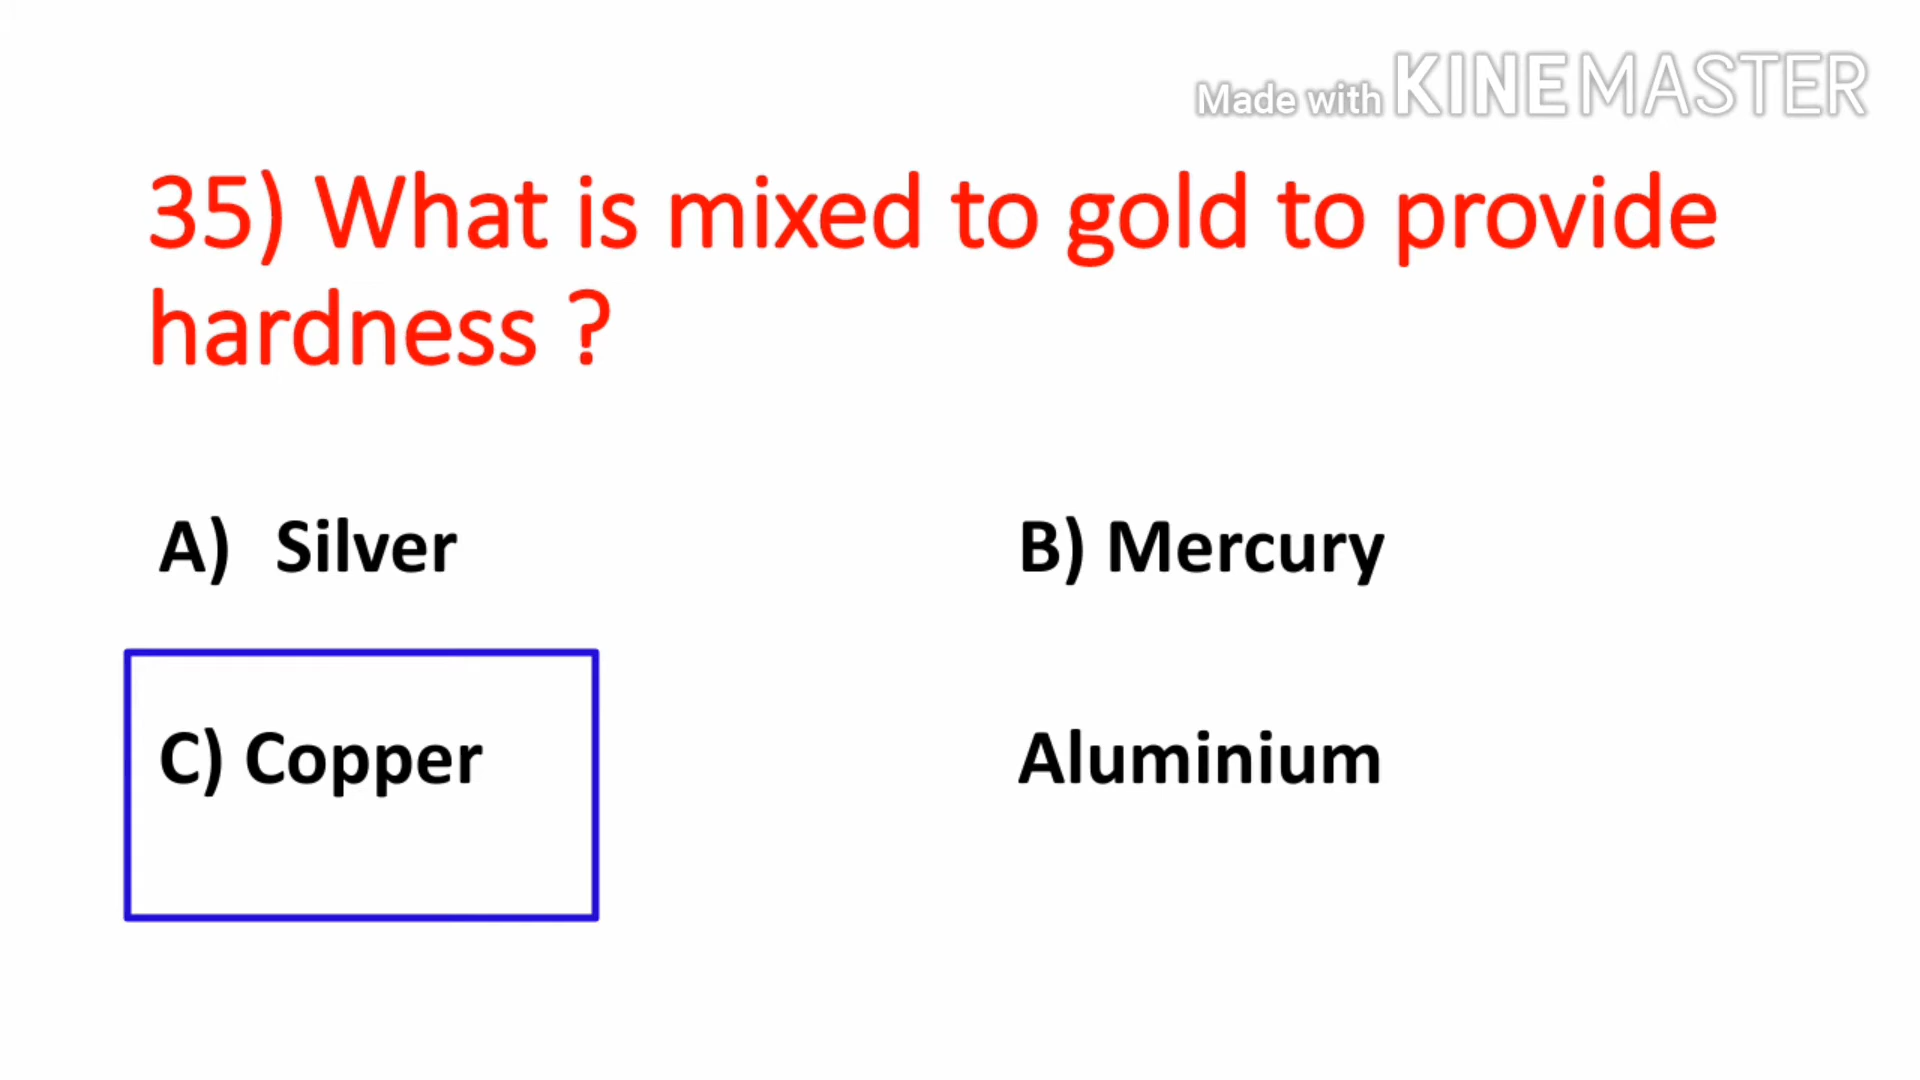 Made with KINEMASTER
35) What is mixed to gold to provide
hardness ?
A) Silver
B) Mercury
C) Copper
Aluminium